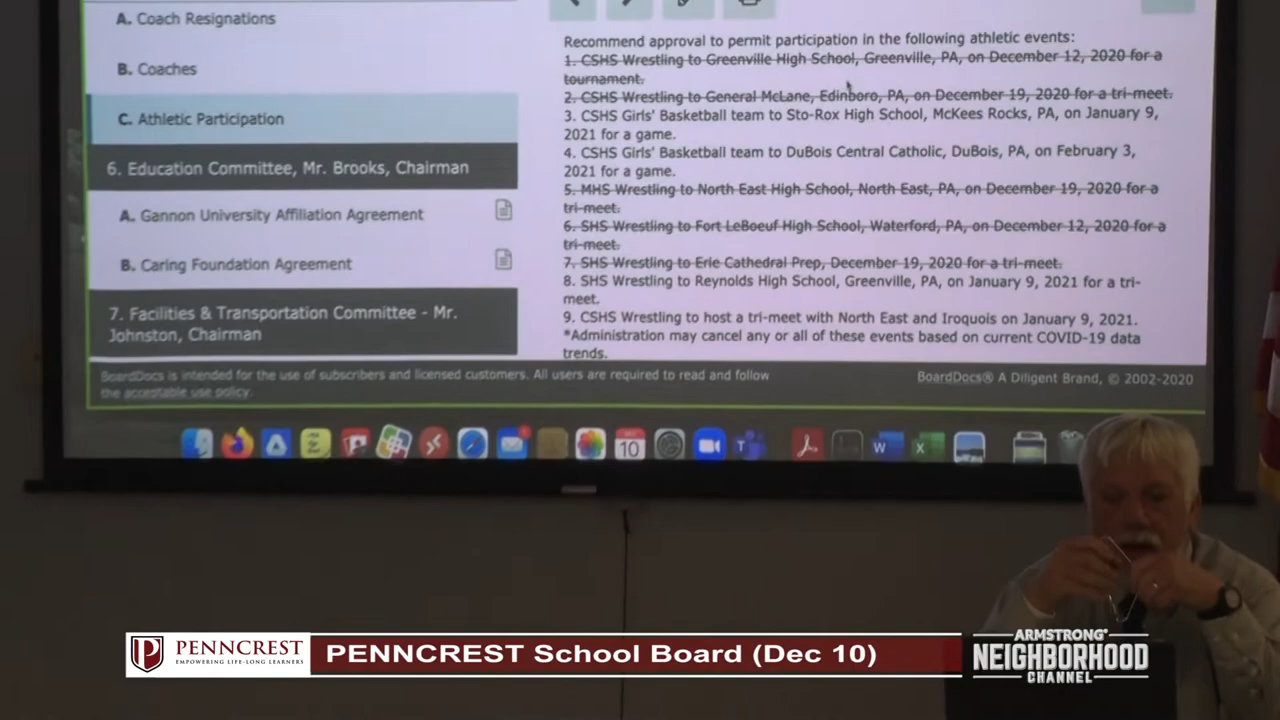 A. Coach Resignations
B. Coaches
C. Athletic Participation
6. Education Committee, Mr. Brooks, Chairman
A. Gannon University Affiliation Agreement
B. Caring Foundation Agreement
7. Facilities & Transportation Committee - Mr.
Johnston, Chairman
Recommend approval to permit participation in the following athletic events:
1. CSHS Wrestling to Greenville High School, Greenville, PA, on December 12, 2020 for a
tournament.
2. CSHS Wrestling to General McLane, Edinboro, PA, on December 19, 2020 for a tri-meet.
3. CSHS Girls' Basketball team to Sto-Rox High School, McKees Rocks, PA, on January 9,
2021 for a game.
4. CSHS Girls' Basketball team to DuBois Central Catholic, DuBois, PA, on February 3,
2021 for a game.
5. MHS Wrestling to North East High School, North East, PA, on December 19, 2020 for a
tri-meet.
6. SHS Wrestling to Fort LeBoeuf High School, Waterford, PA, on December 12, 2020 for a
tri-meet.
7. SHS Wrestling to Erie Cathedral Prep, December 19, 2020 for a tri-meet.
8. SHS Wrestling to Reynolds High School, Greenville, PA, on January 9, 2021 for a tri-
meet.
9. CSHS Wrestling to host a tri-meet with North East and Iroquois on January 9, 2021.
*Administration may cancel any or all of these events based on current COVID-19 data
trends.
BoardDocs is intended for the use of subscribers and licensed customers. All users are required to read and follow
the acceptable use policy.
BoardDocs® A Diligent Brand, © 2002-2020
10
W
X
P
PENNCREST
EMPOWERING LIFE-LONG LEARNERS
PENNCREST School Board (Dec 10)
ARMSTRONG®
NEIGHBORHOOD
CHANNEL